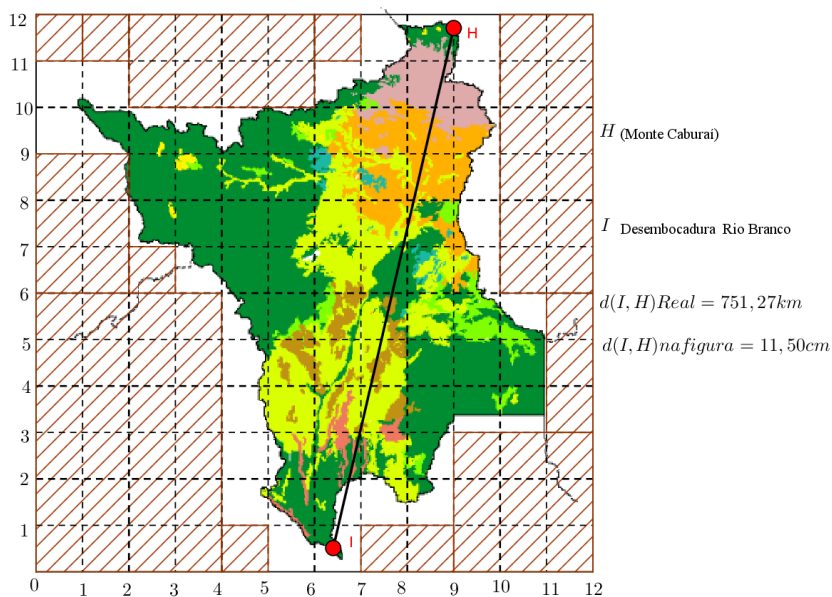 12
11
10
9
8
7
6
5
4
3
2
1
0 1 2 3 4 5 6 7 8 9 10 11 12
H
I
H (Monte Caburaí)
I Desembocadura Rio Branco
d(I, H)Real = 751, 27km
d(I, H)nafigura = 11, 50cm